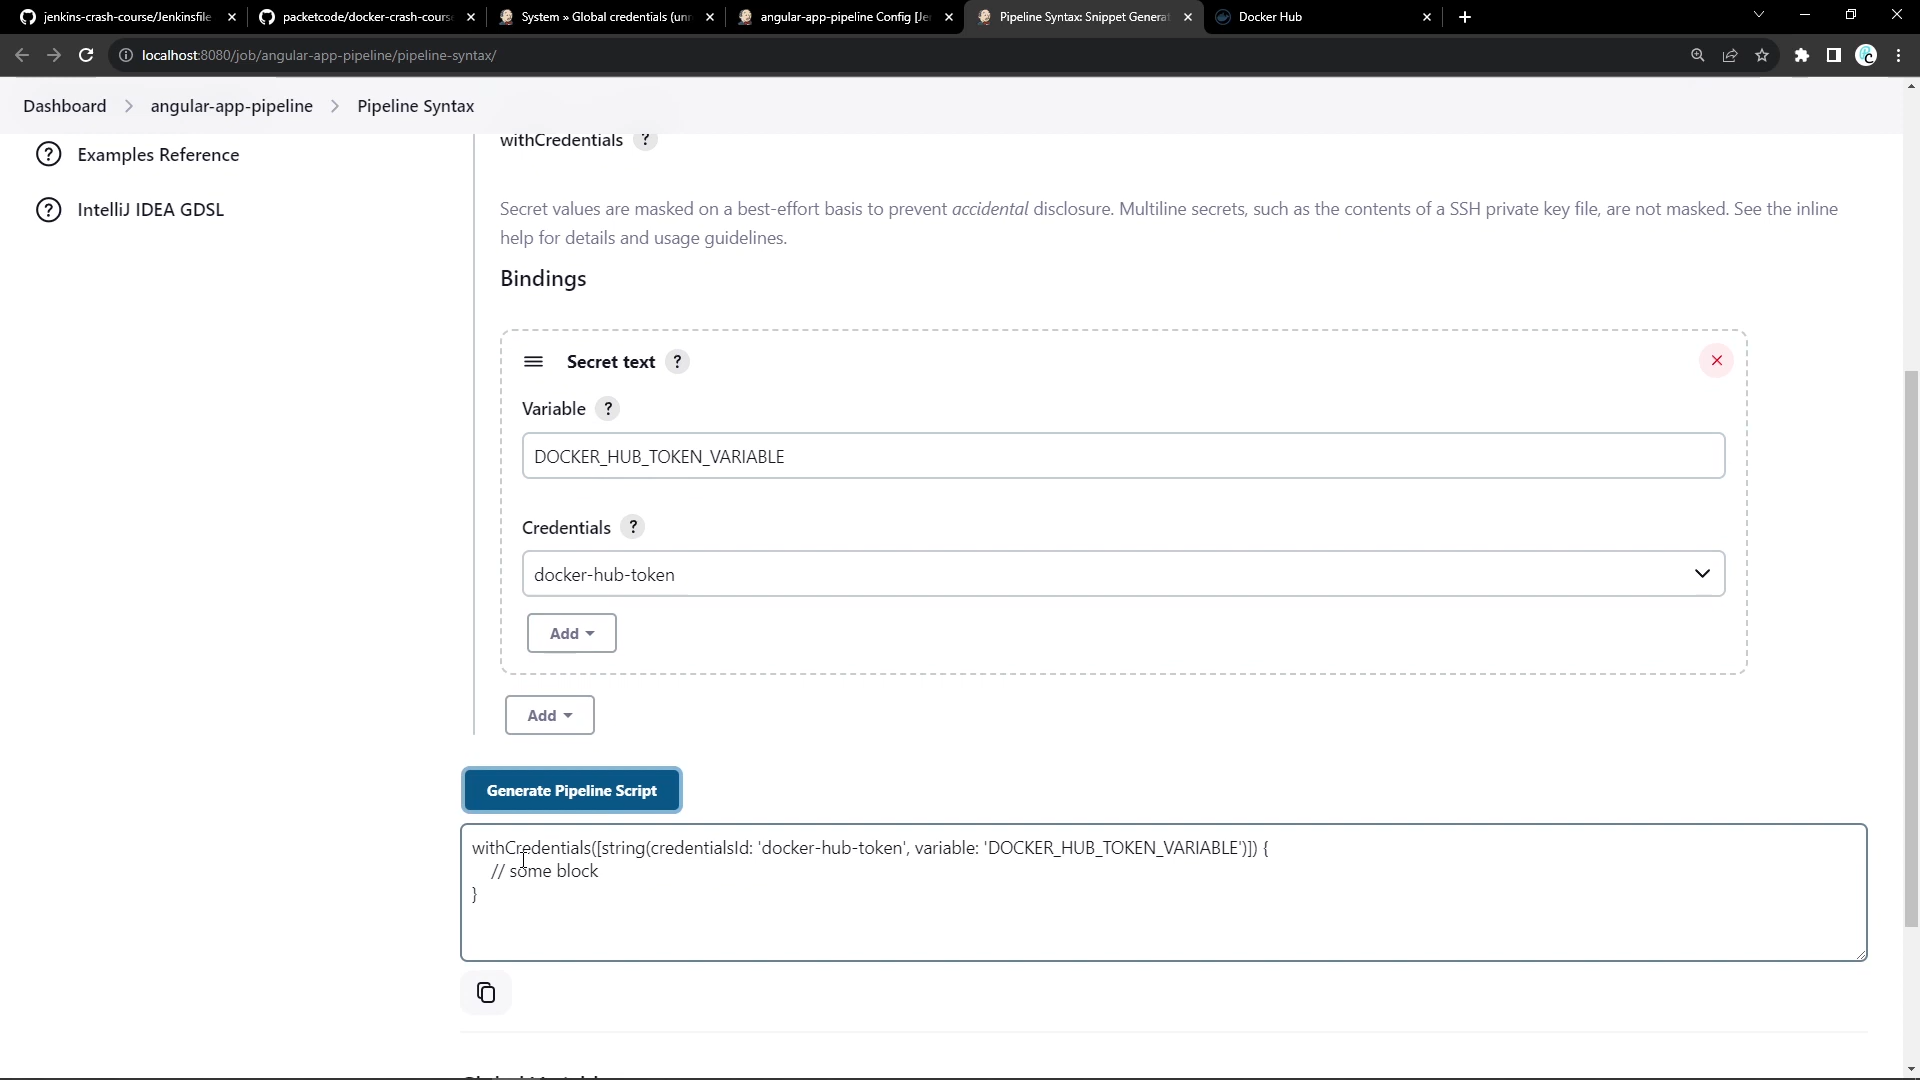 jenkins-crash-course/Jenkinsfile
packetcode/docker-crash-cours
System » Global credentials (unr
angular-app-pipeline Config [Je
Pipeline Syntax: Snippet Generat
Docker Hub
localhost:8080/job/angular-app-pipeline/pipeline-syntax/
Dashboard
angular-app-pipeline
Pipeline Syntax
withCredentials ?
? Examples Reference
? IntelliJ IDEA GDSL
Secret values are masked on a best-effort basis to prevent accidental disclosure. Multiline secrets, such as the contents of a SSH private key file, are not masked. See the inline
help for details and usage guidelines.
Bindings
Secret text ?
Variable ?
DOCKER_HUB_TOKEN_VARIABLE
Credentials ?
docker-hub-token
Add
Add
Generate Pipeline Script
withCredentials([string(credentialsId: 'docker-hub-token', variable: 'DOCKER_HUB_TOKEN_VARIABLE')]) {
// some block
}